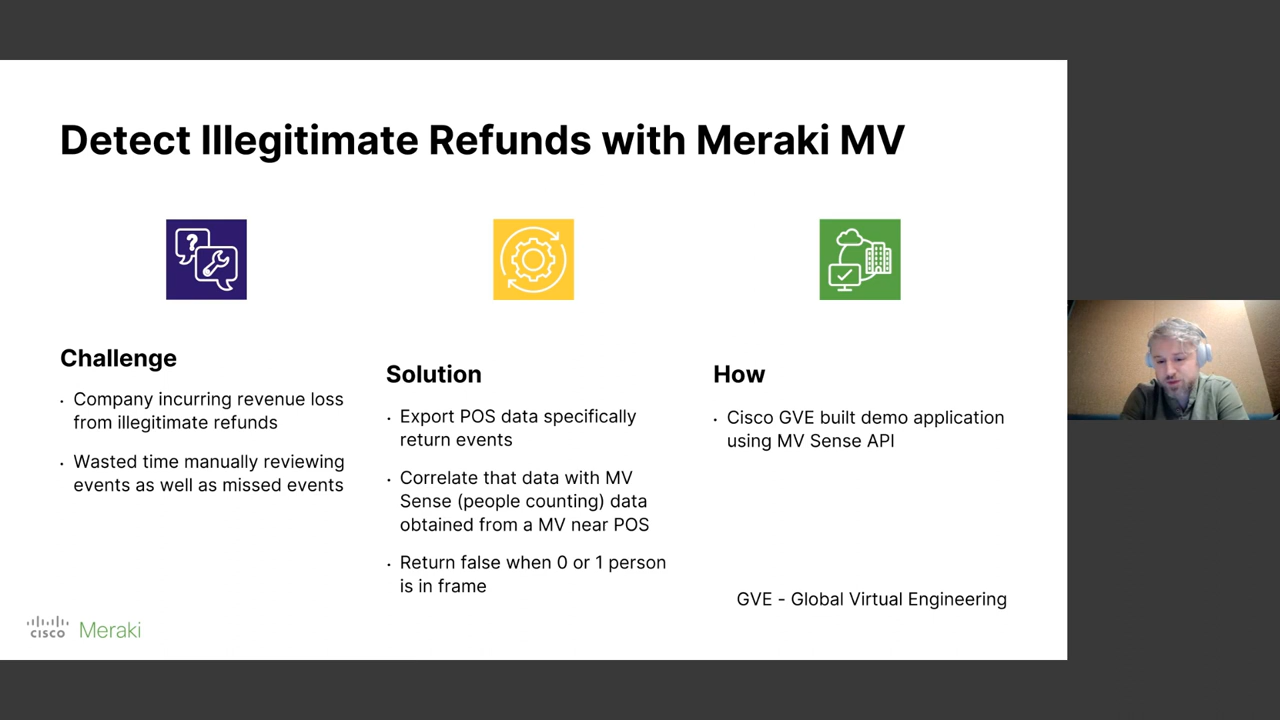 Detect Illegitimate Refunds with Meraki MV
?
Challenge
· Company incurring revenue loss
from illegitimate refunds
· Wasted time manually reviewing
events as well as missed events
Solution
· Export POS data specifically
return events
· Correlate that data with MV
Sense (people counting) data
obtained from a MV near POS
· Return false when 0 or 1 person
is in frame
How
· Cisco GVE built demo application
using MV Sense API
GVE - Global Virtual Engineering
CISCO Meraki